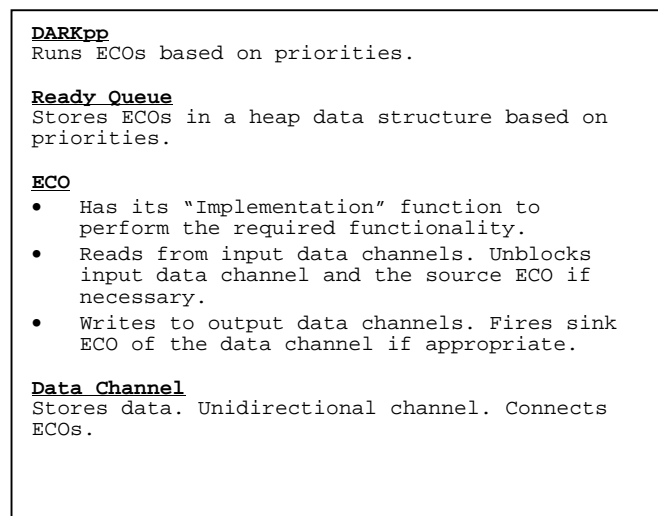 DARKpp
Runs ECOs based on priorities.
Ready Queue
Stores ECOs in a heap data structure based on
priorities.
ECO
• Has its “Implementation” function to
perform the required functionality.
• Reads from input data channels. Unblocks
input data channel and the source ECO if
necessary.
• Writes to output data channels. Fires sink
ECO of the data channel if appropriate.
Data Channel
Stores data. Unidirectional channel. Connects
ECOs.